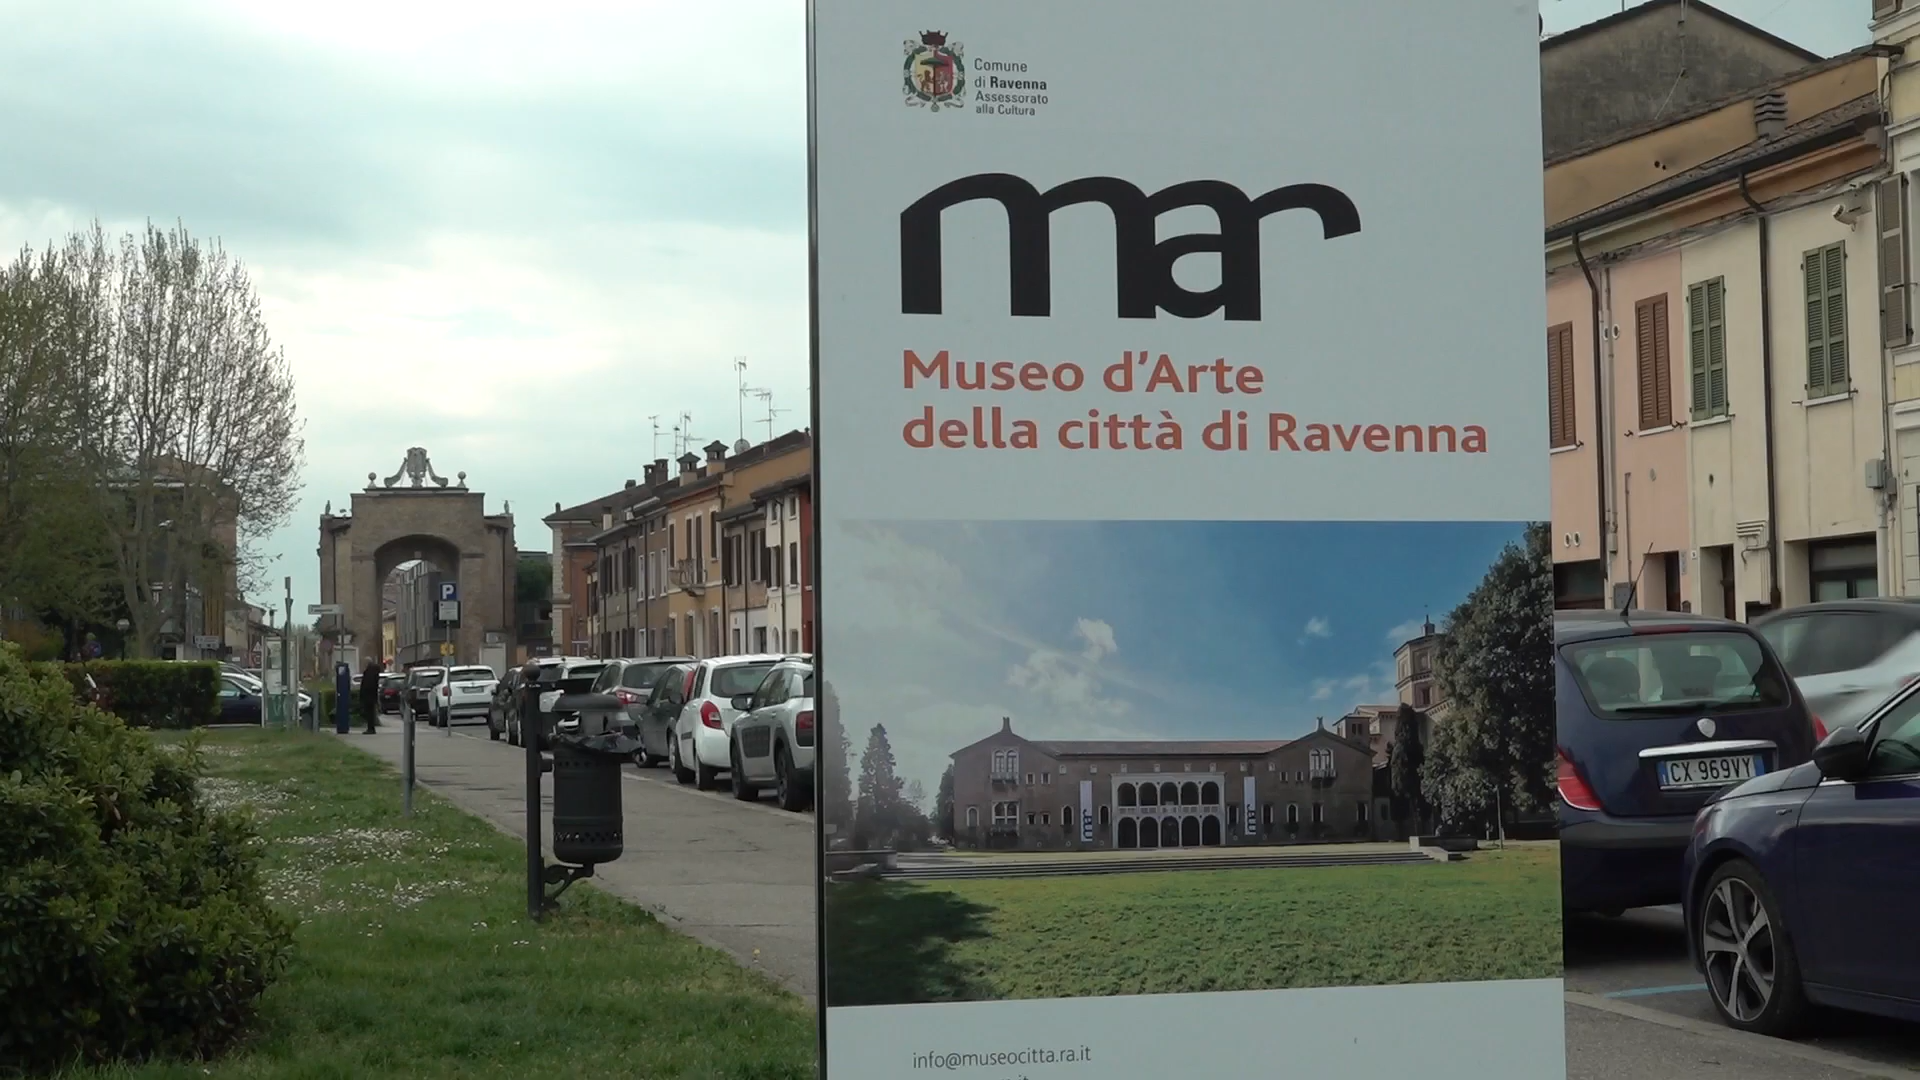 Comune
di Ravenna
Assessorato
alla Cultura
mar
Museo d'Arte
della città di Ravenna
mar
mar
info@museocitta.ra.it
P
CX 969VY